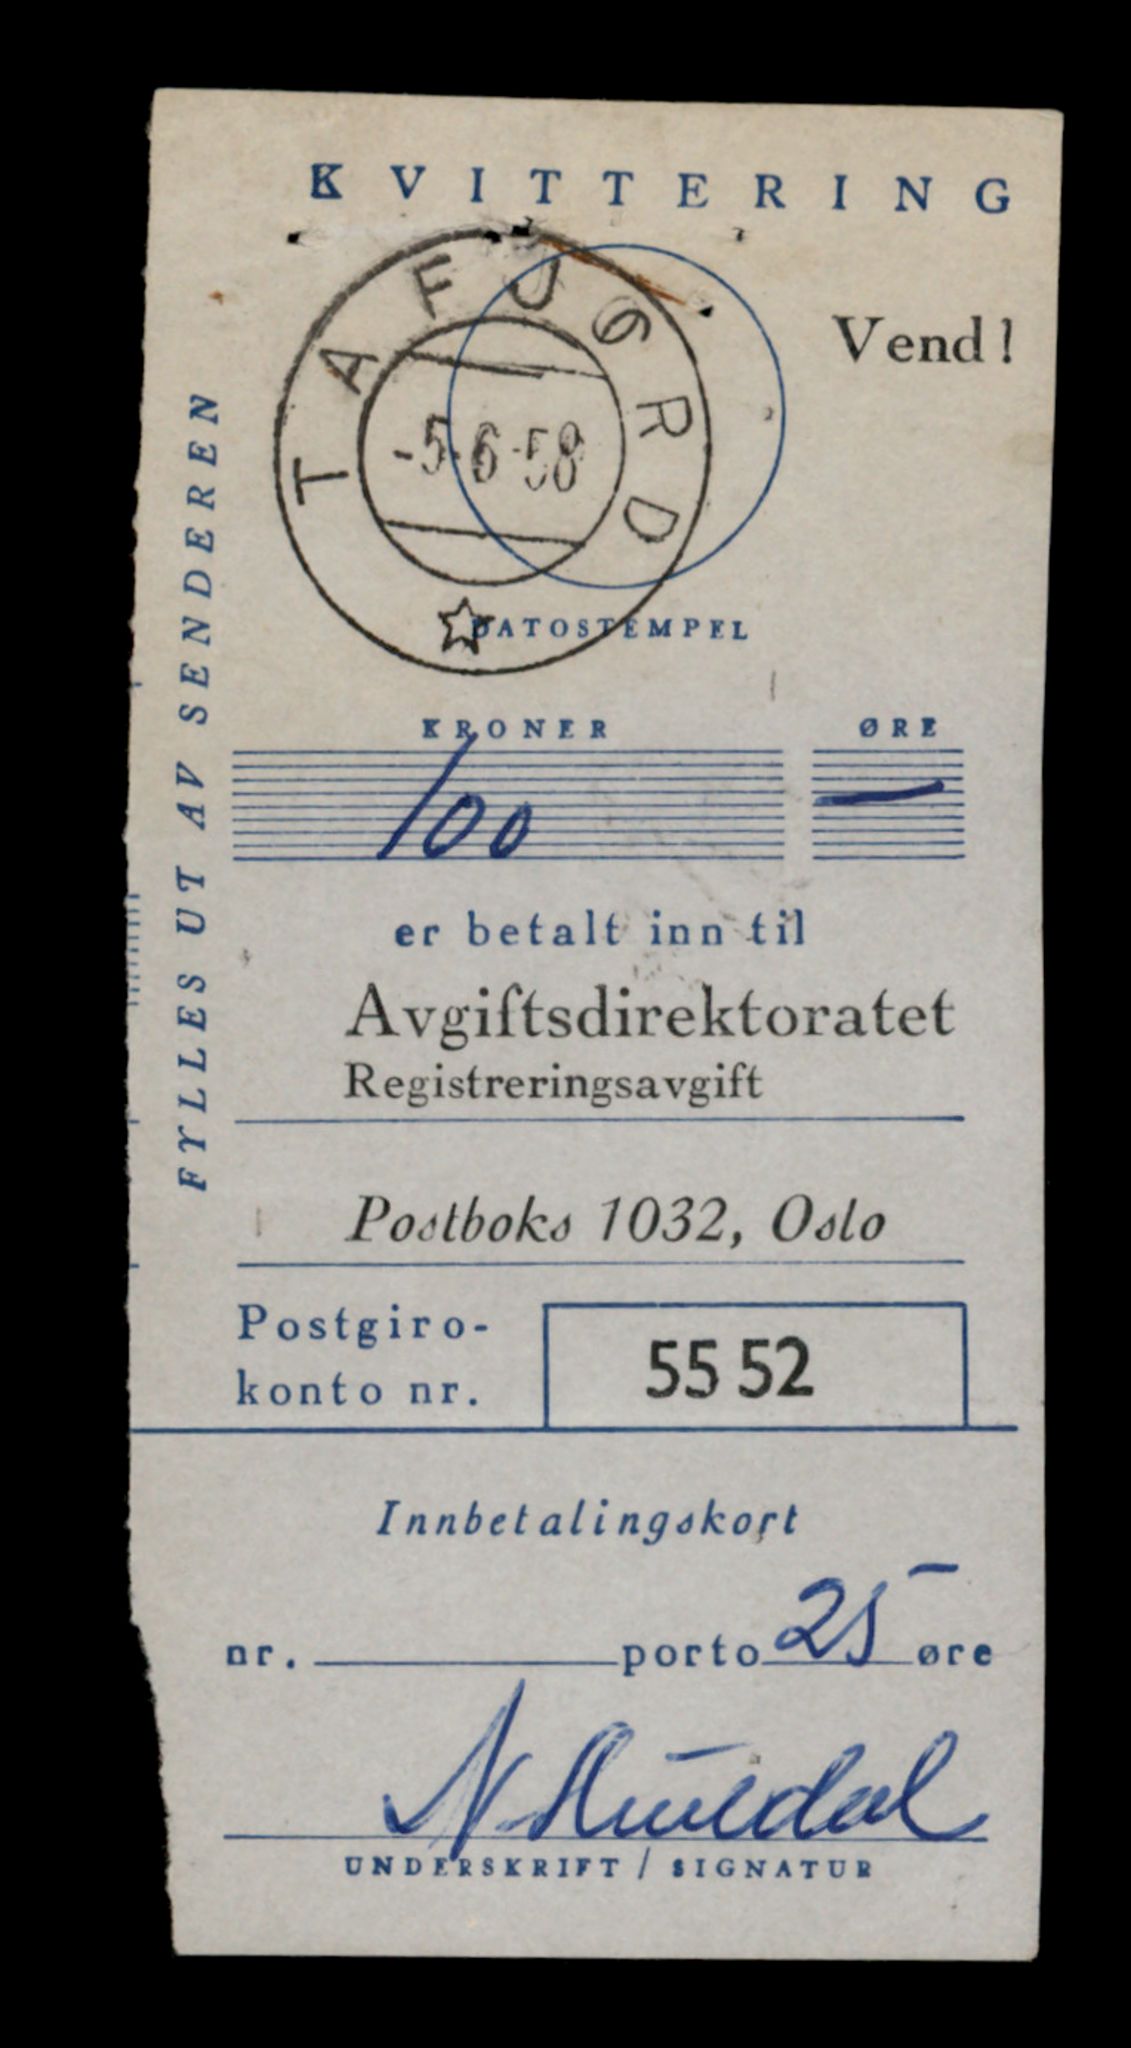 KVITTERING
Vend!
TAFJORD
-5.-6-58
DATOSTEMPEL
FYLLES UT AV SENDEREN
KRONER ØRE
100 —
er betalt inn til
Avgiftsdirektoratet
Registreringsavgift
Postboks 1032, Oslo
Postgiro-
konto nr.
55 52
Innbetalingskort
nr. porto 25 øre
UNDERSKRIFT / SIGNATUR